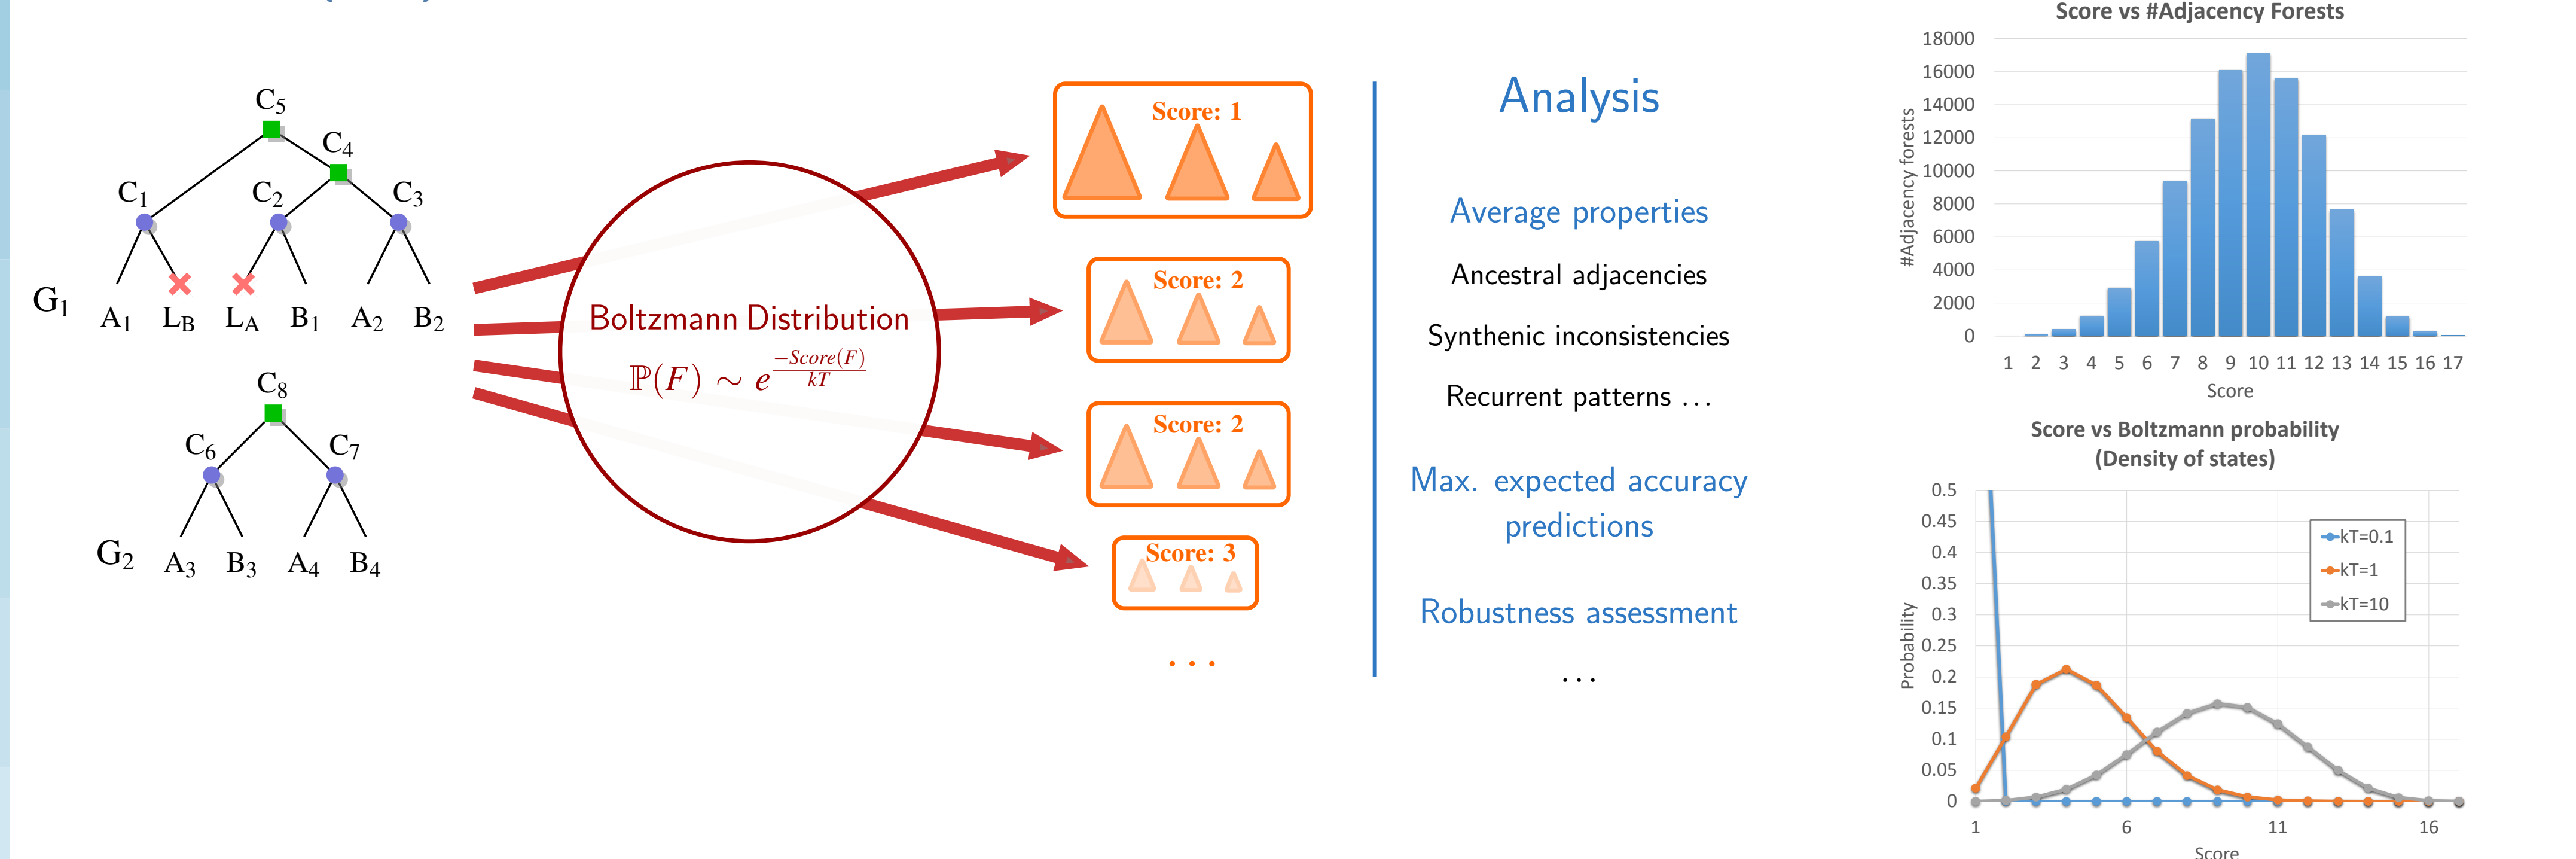 C5
C4
C1
C2
C3
G1
A1
LB
LA
B1
A2
B2
C8
C6
C7
G2
A3
B3
A4
B4
Boltzmann Distribution
ℙ(F) ∼ e^(−Score(F)/kT)
Score: 1
Score: 2
Score: 2
Score: 3
...
Analysis
Average properties
Ancestral adjacencies
Synthenic inconsistencies
Recurrent patterns ...
Max. expected accuracy
predictions
Robustness assessment
...
Score vs #Adjacency Forests
#Adjacency forests
18000
16000
14000
12000
10000
8000
6000
4000
2000
0
1 2 3 4 5 6 7 8 9 10 11 12 13 14 15 16 17
Score
Score vs Boltzmann probability
(Density of states)
Probability
0.5
0.45
0.4
0.35
0.3
0.25
0.2
0.15
0.1
0.05
0
kT=0.1
kT=1
kT=10
1 6 11 16
Score